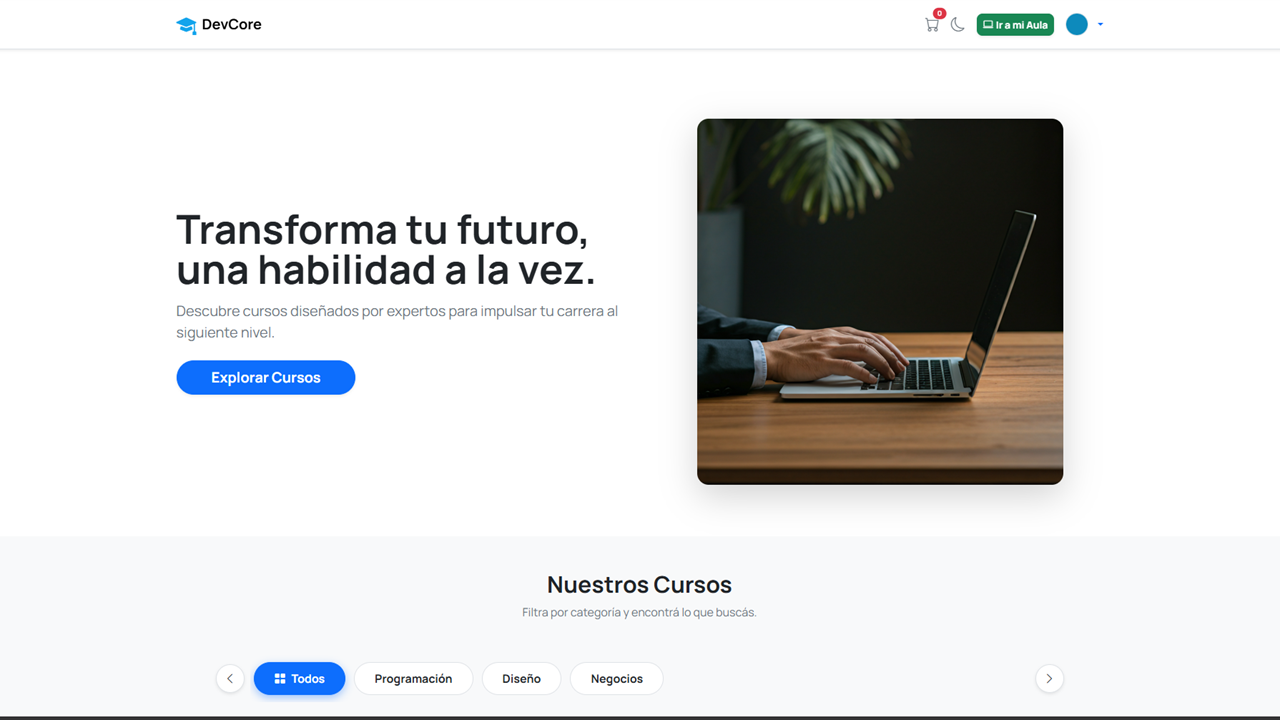 DevCore
0
Ir a mi Aula
Transforma tu futuro,
una habilidad a la vez.
Descubre cursos diseñados por expertos para impulsar tu carrera al
siguiente nivel.
Explorar Cursos
Nuestros Cursos
Filtra por categoría y encontrá lo que buscás.
Todos
Programación
Diseño
Negocios